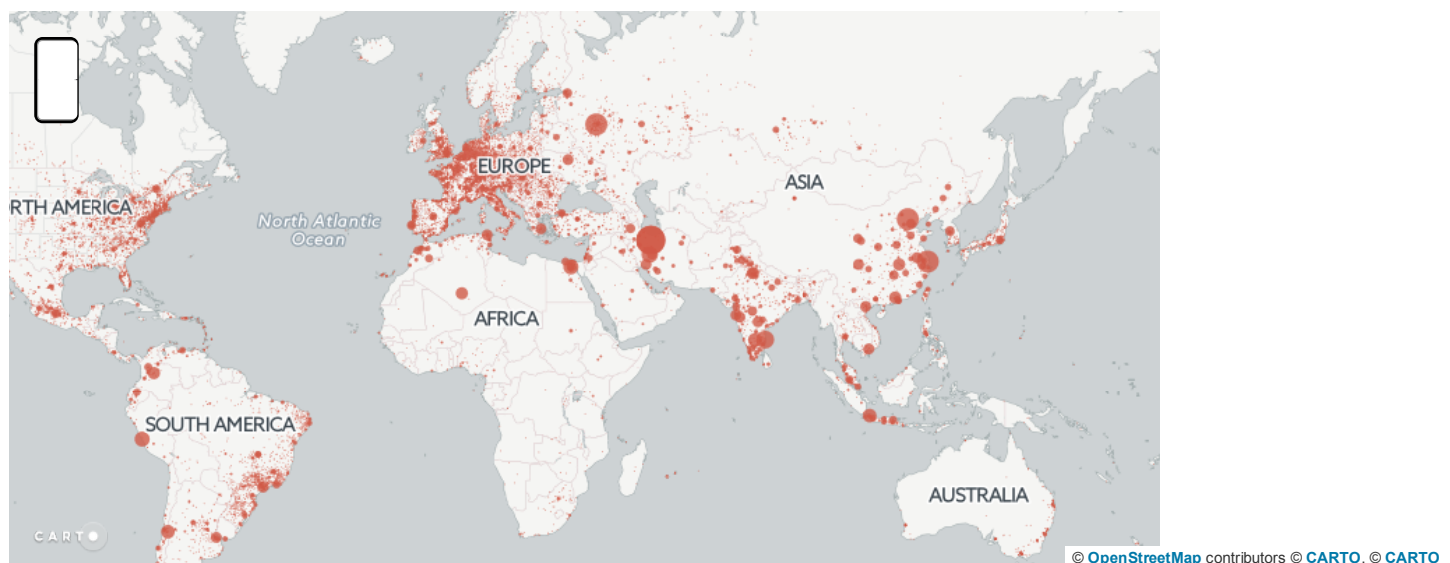 EUROPE
ASIA
RTH AMERICA
North Atlantic
Ocean
AFRICA
SOUTH AMERICA
AUSTRALIA
CARTO
© OpenStreetMap contributors © CARTO, © CARTO